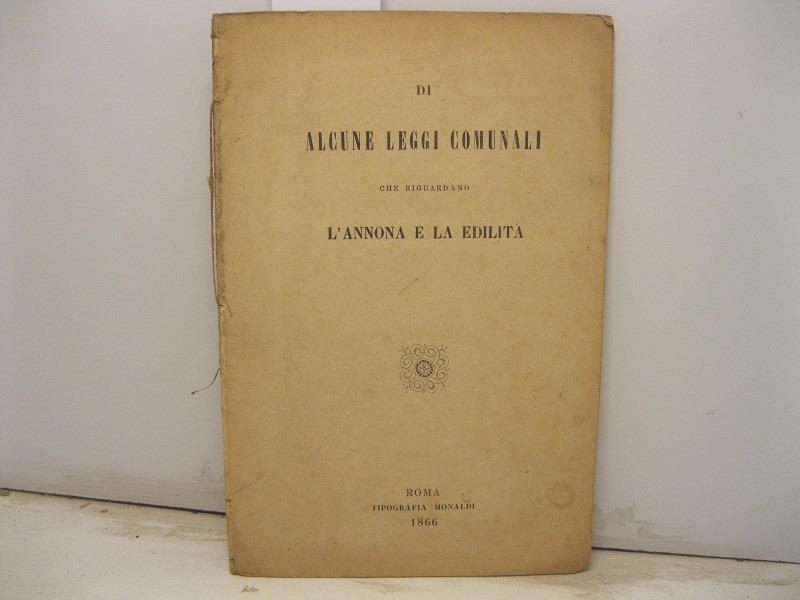 DI
ALCUNE LEGGI COMUNALI
CHE RIGUARDANO
L'ANNONA E LA EDILITÀ
ROMA
TIPOGRAFIA MONALDI
1866